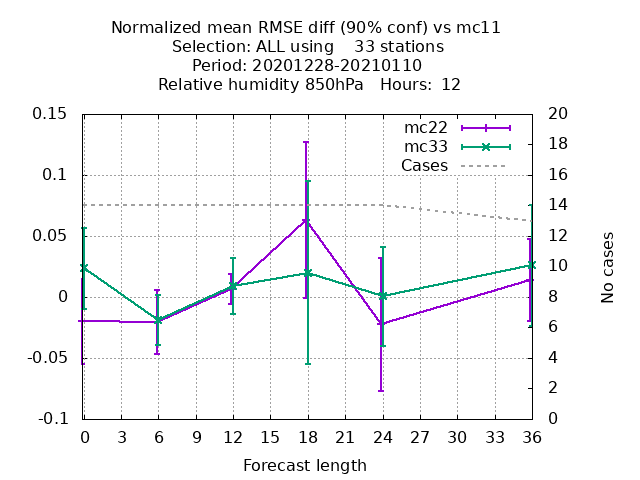 Normalized mean RMSE diff (90% conf) vs mc11
Selection: ALL using    33 stations
Period: 20201228-20210110
Relative humidity 850hPa   Hours:  12
0.15
0.1
0.05
0
-0.05
-0.1
20
18
16
14
12
10
8
6
4
2
0
mc22
mc33
Cases
No cases
0 3 6 9 12 15 18 21 24 27 30 33 36
Forecast length